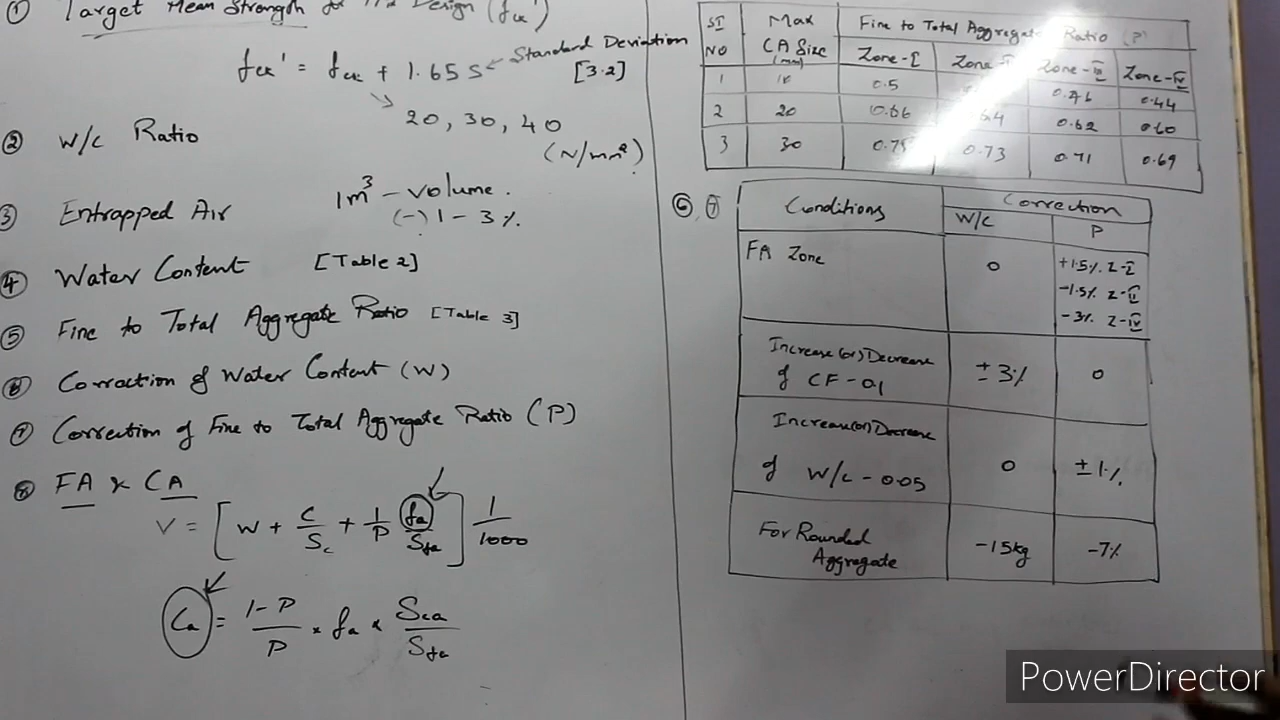 ① Target Mean Strength for Mix Design (fck')
fck' = fck + 1.65 S ← Standard Deviation
[3.2]
20, 30, 40
(N/mm²)
② W/c Ratio
③ Entrapped Air
1m³ - volume.
(-) 1 - 3 %.
④ Water Content [Table 2]
⑤ Fine to Total Aggregate Ratio [Table 3]
⑥ Correction of Water Content (W)
⑦ Correction of Fine to Total Aggregate Ratio (P)
⑧ FA & CA
V = [W + C/Sc + 1/P fa/Sfa] 1/1000
Ca = 1-P/P × fa × Sca/Sfa
Sl NO Max CA Size (mm) Fine to Total Aggregate Ratio (P)
Zone-I Zone-II Zone-III Zone-IV
1 10 0.5 0.46 0.44
2 20 0.66 0.64 0.62 0.60
3 30 0.75 0.73 0.71 0.69
⑥, ⑦
Conditions Correction
W/C P
FA Zone 0 +1.5% Z-I
-1.5% Z-III
-3% Z-IV
Increase (or) Decrease
of CF - 0.1 ± 3% 0
Increase (or) Decrease
of W/c - 0.05 0 ± 1%
For Rounded
Aggregate -15kg -7%
PowerDirector